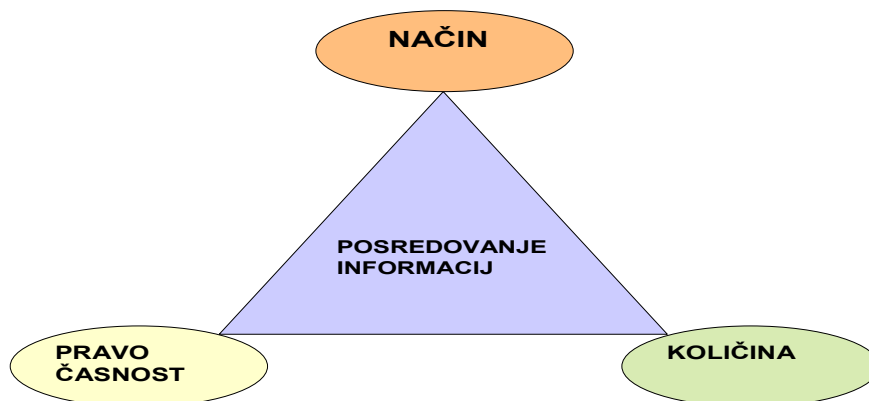 NAČIN
POSREDOVANJE
INFORMACIJ
PRAVO
ČASNOST
KOLIČINA